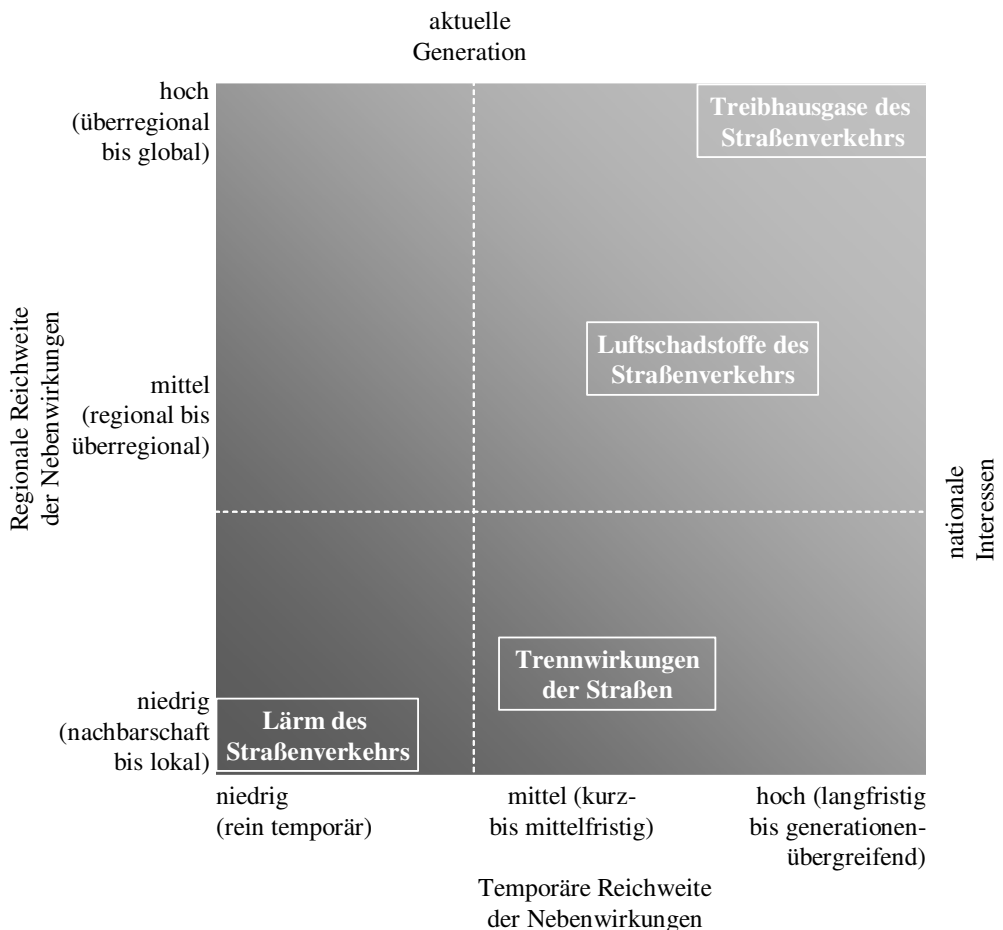 aktuelle
Generation
hoch
(überregional
bis global)
Treibhausgase des
Straßenverkehrs
Regionale Reichweite
der Nebenwirkungen
Luftschadstoffe des
Straßenverkehrs
mittel
(regional bis
überregional)
nationale
Interessen
Trennwirkungen
der Straßen
niedrig
(nachbarschaft
bis lokal)
Lärm des
Straßenverkehrs
niedrig
(rein temporär)
mittel (kurz-
bis mittelfristig)
hoch (langfristig
bis generationen-
übergreifend)
Temporäre Reichweite
der Nebenwirkungen